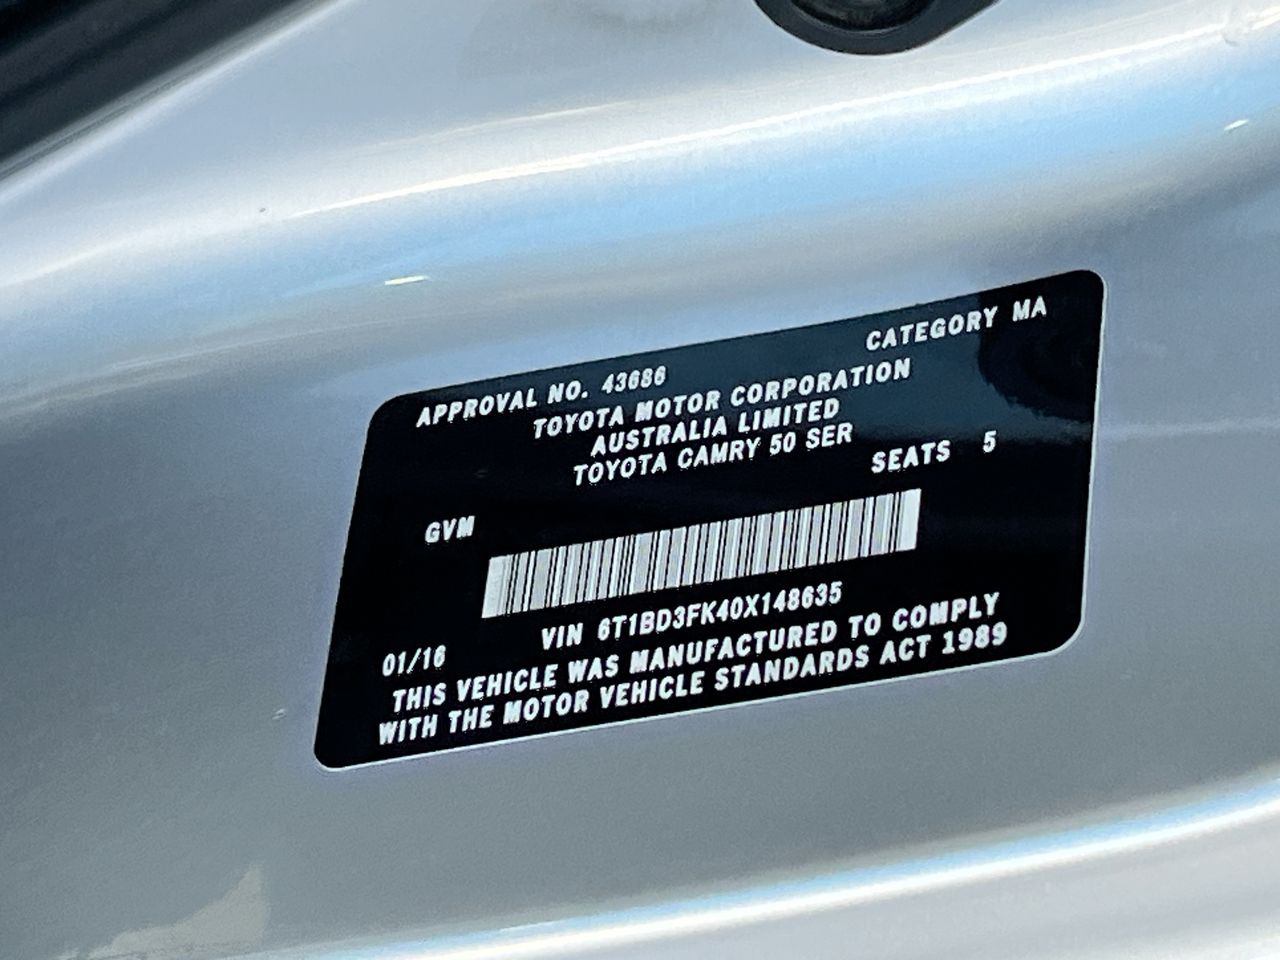 APPROVAL NO. 43686 CATEGORY MA
TOYOTA MOTOR CORPORATION
AUSTRALIA LIMITED
TOYOTA CAMRY 50 SER
SEATS 5
GVM
VIN 6T1BD3FK40X148635
01/16
THIS VEHICLE WAS MANUFACTURED TO COMPLY
WITH THE MOTOR VEHICLE STANDARDS ACT 1989